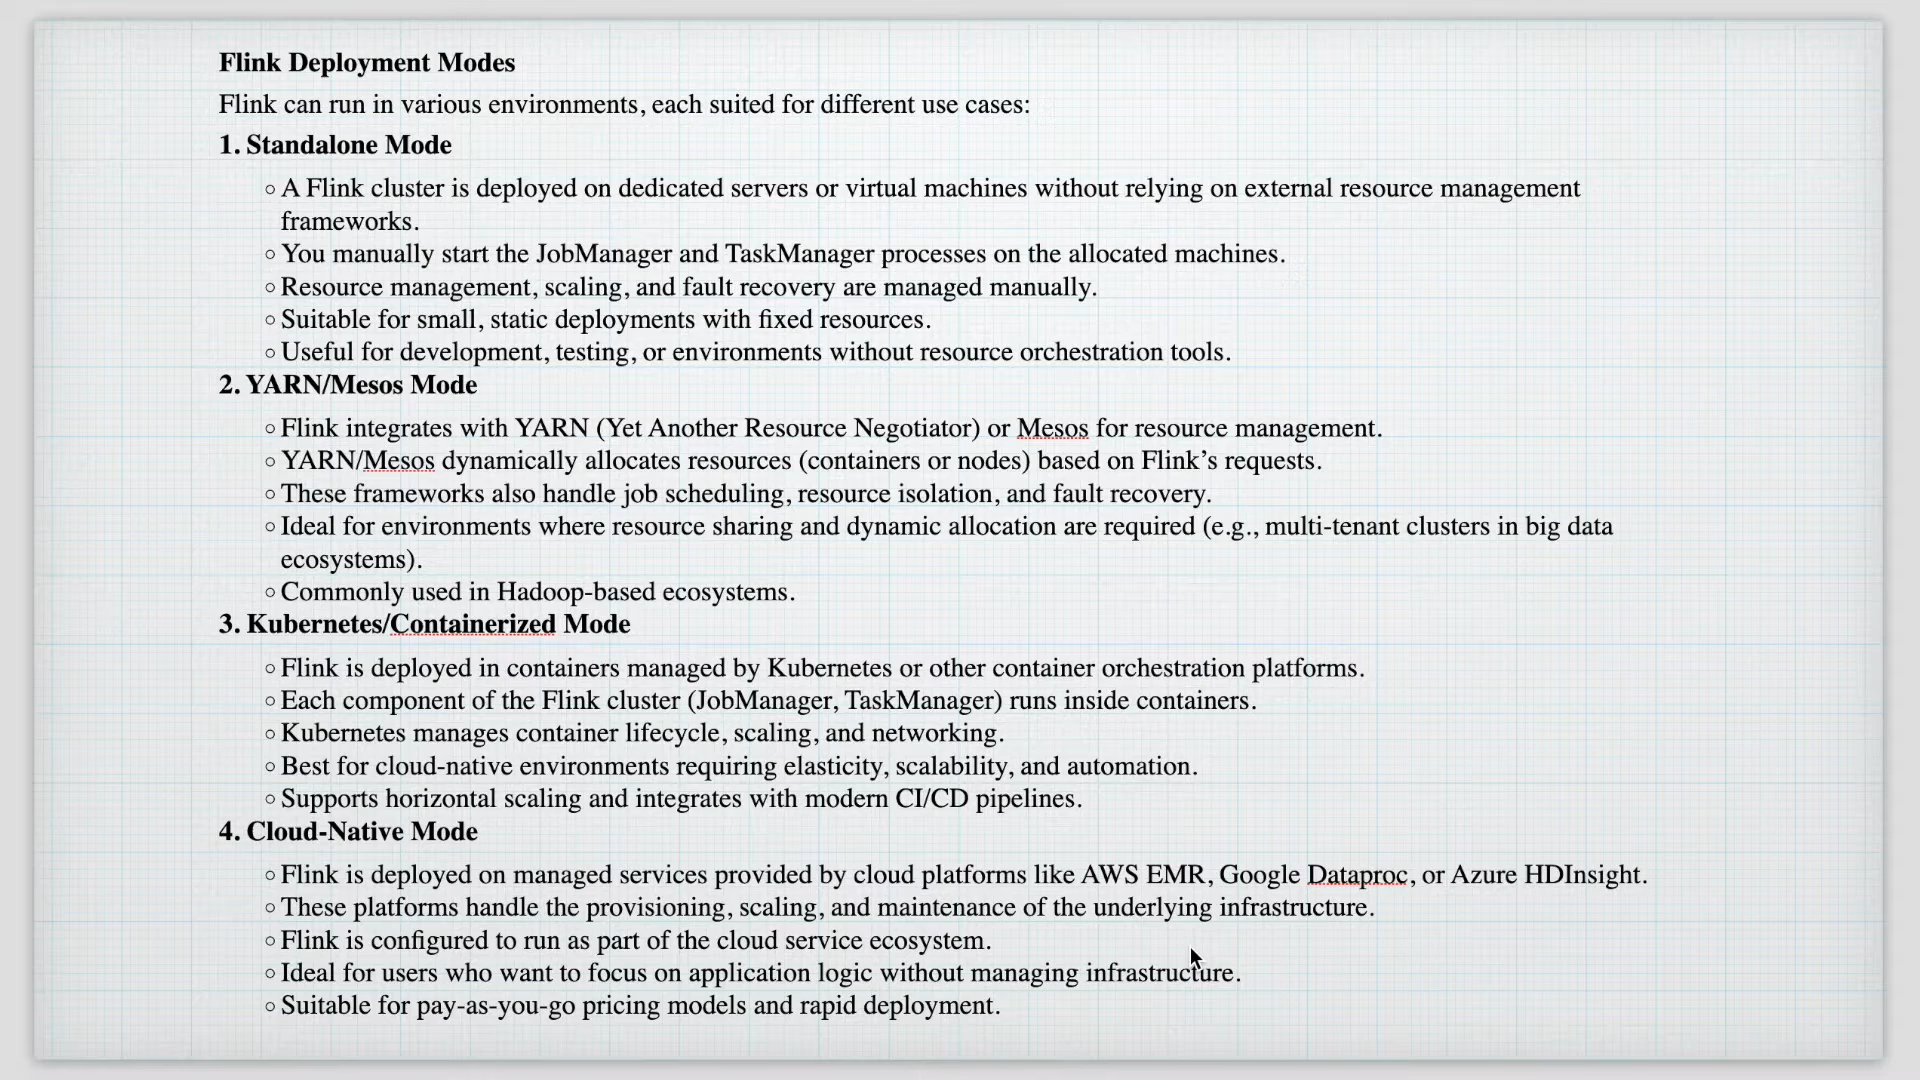 Flink Deployment Modes
Flink can run in various environments, each suited for different use cases:
1. Standalone Mode
◦ A Flink cluster is deployed on dedicated servers or virtual machines without relying on external resource management
frameworks.
◦ You manually start the JobManager and TaskManager processes on the allocated machines.
◦ Resource management, scaling, and fault recovery are managed manually.
◦ Suitable for small, static deployments with fixed resources.
◦ Useful for development, testing, or environments without resource orchestration tools.
2. YARN/Mesos Mode
◦ Flink integrates with YARN (Yet Another Resource Negotiator) or Mesos for resource management.
◦ YARN/Mesos dynamically allocates resources (containers or nodes) based on Flink’s requests.
◦ These frameworks also handle job scheduling, resource isolation, and fault recovery.
◦ Ideal for environments where resource sharing and dynamic allocation are required (e.g., multi-tenant clusters in big data
ecosystems).
◦ Commonly used in Hadoop-based ecosystems.
3. Kubernetes/Containerized Mode
◦ Flink is deployed in containers managed by Kubernetes or other container orchestration platforms.
◦ Each component of the Flink cluster (JobManager, TaskManager) runs inside containers.
◦ Kubernetes manages container lifecycle, scaling, and networking.
◦ Best for cloud-native environments requiring elasticity, scalability, and automation.
◦ Supports horizontal scaling and integrates with modern CI/CD pipelines.
4. Cloud-Native Mode
◦ Flink is deployed on managed services provided by cloud platforms like AWS EMR, Google Dataproc, or Azure HDInsight.
◦ These platforms handle the provisioning, scaling, and maintenance of the underlying infrastructure.
◦ Flink is configured to run as part of the cloud service ecosystem.
◦ Ideal for users who want to focus on application logic without managing infrastructure.
◦ Suitable for pay-as-you-go pricing models and rapid deployment.